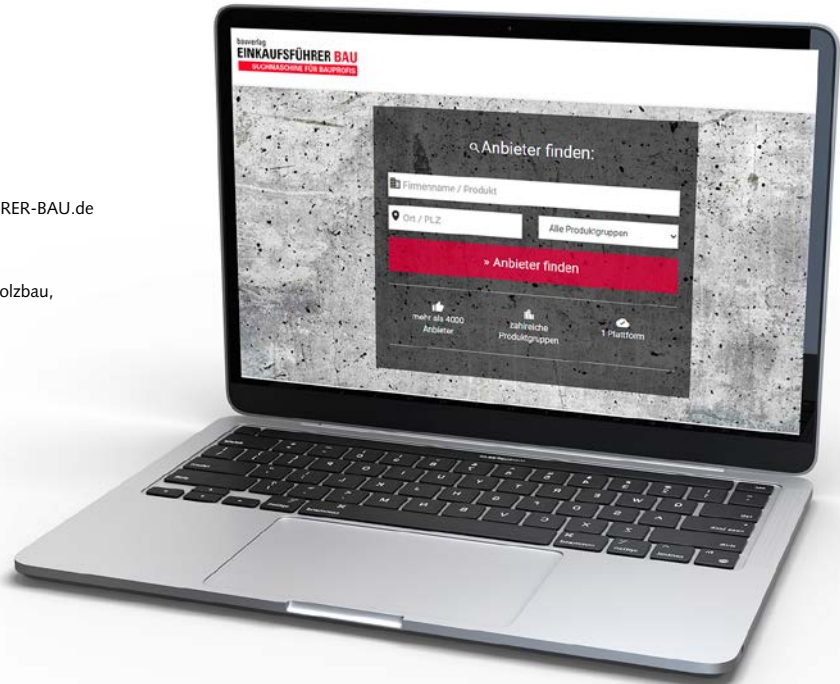 RER-BAU.de
olzbau,
bauverlag
EINKAUFSFÜHRER BAU
SUCHMASCHINE FÜR BAUPROFIS
Anbieter finden:
Firmenname / Produkt
Ort / PLZ
Alle Produktgruppen
» Anbieter finden
mehr als 4000
Anbieter
zahlreiche
Produktgruppen
1 Plattform